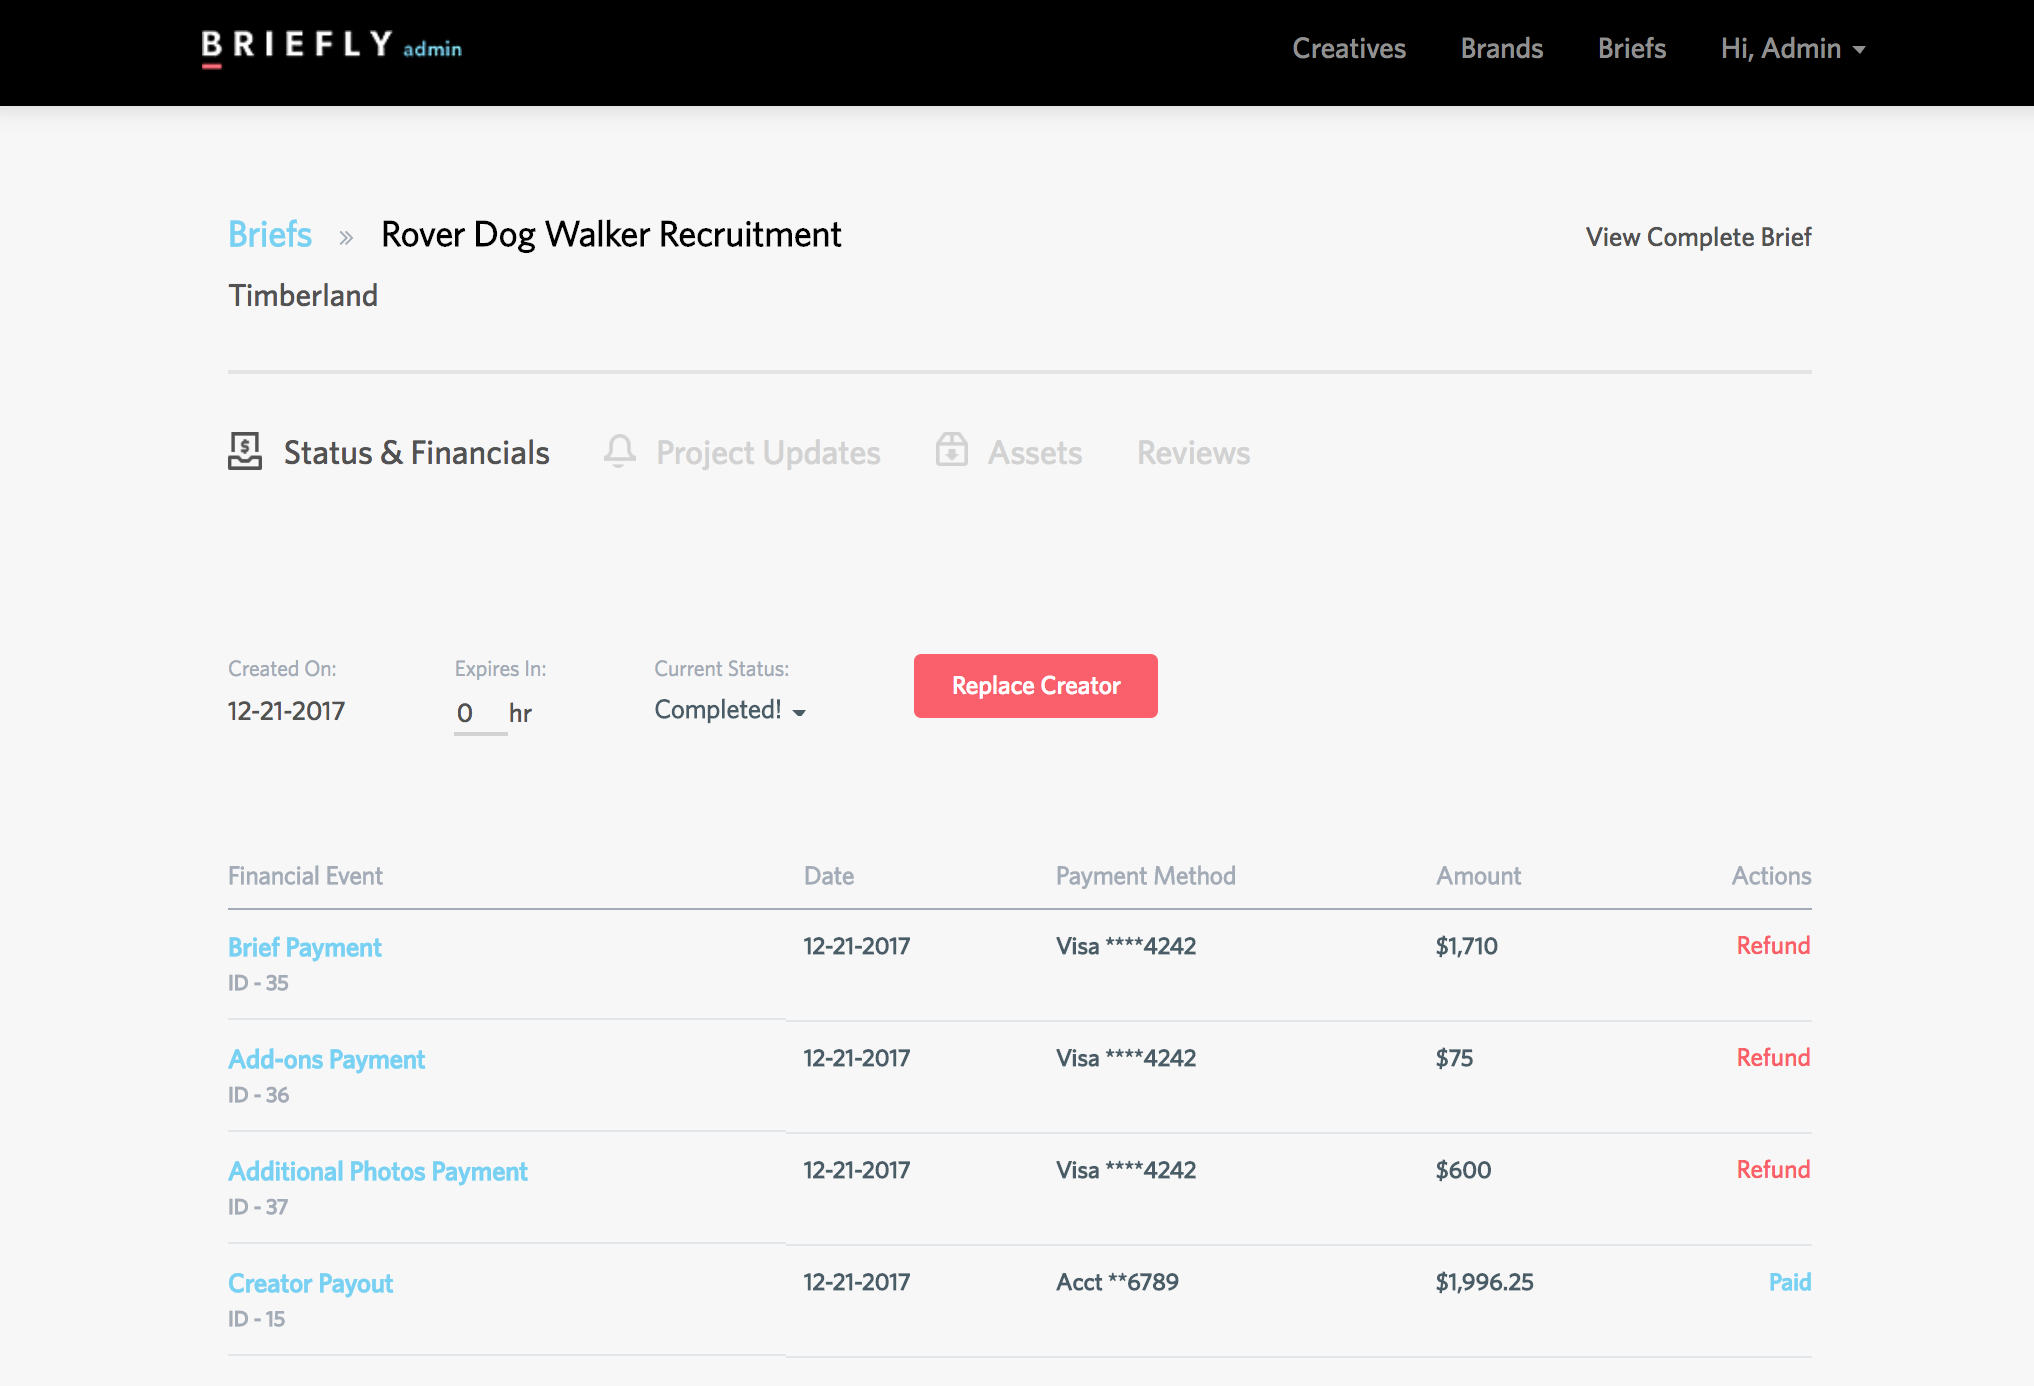 BRIEFLY admin
Creatives Brands Briefs Hi, Admin
Briefs » Rover Dog Walker Recruitment
View Complete Brief
Timberland
Status & Financials Project Updates Assets Reviews
Created On: Expires In: Current Status:
12-21-2017 0 hr Completed!
Replace Creator
Financial Event Date Payment Method Amount Actions
Brief Payment 12-21-2017 Visa ****4242 $1,710 Refund
ID - 35
Add-ons Payment 12-21-2017 Visa ****4242 $75 Refund
ID - 36
Additional Photos Payment 12-21-2017 Visa ****4242 $600 Refund
ID - 37
Creator Payout 12-21-2017 Acct **6789 $1,996.25 Paid
ID - 15